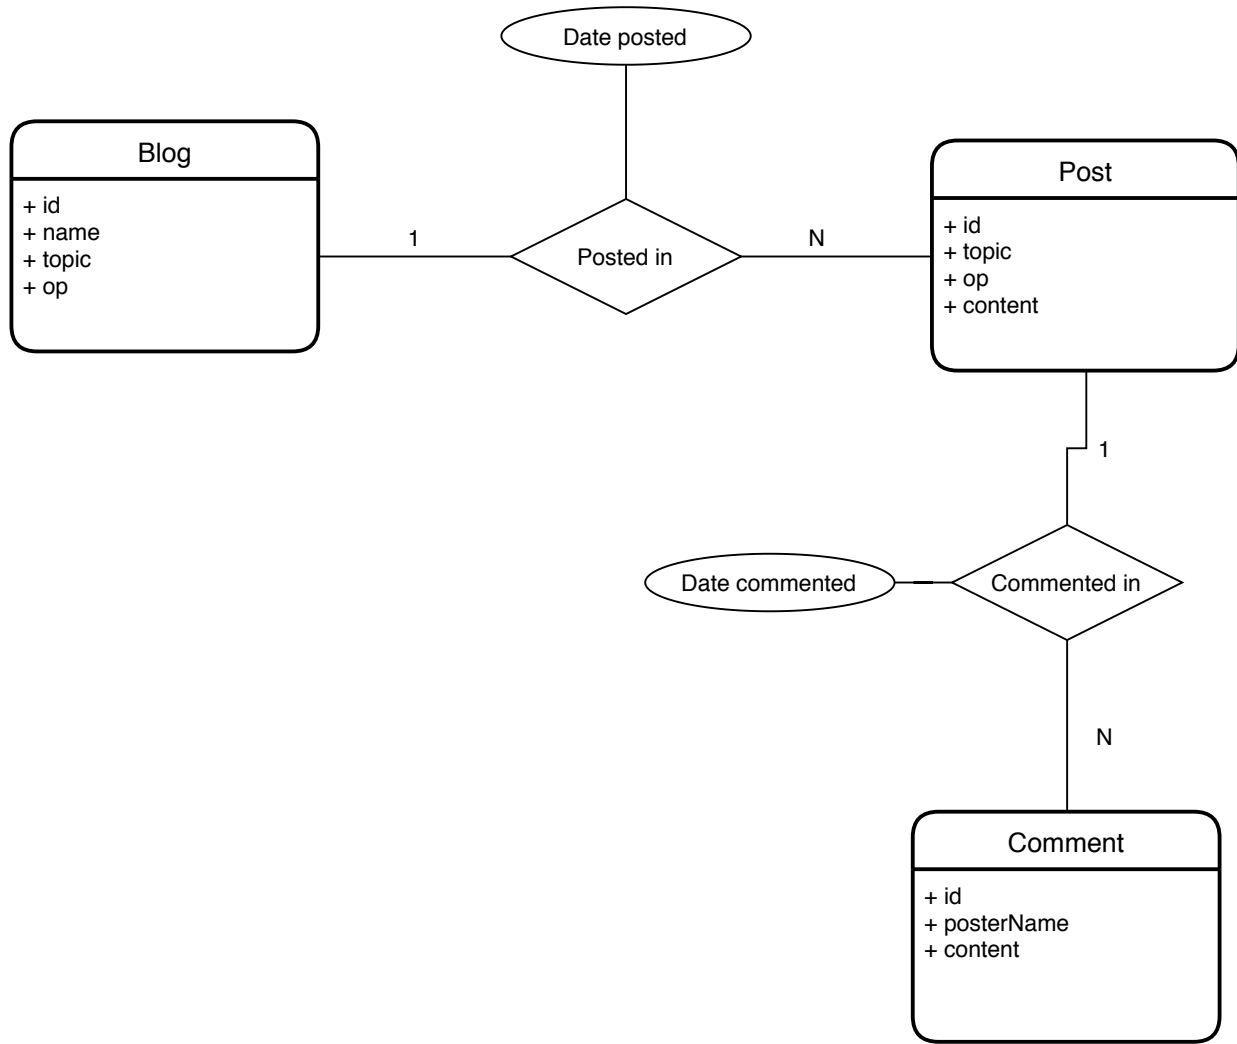 Date posted
Blog
+ id
+ name
+ topic
+ op
1
Posted in
N
Post
+ id
+ topic
+ op
+ content
1
Date commented
Commented in
N
Comment
+ id
+ posterName
+ content